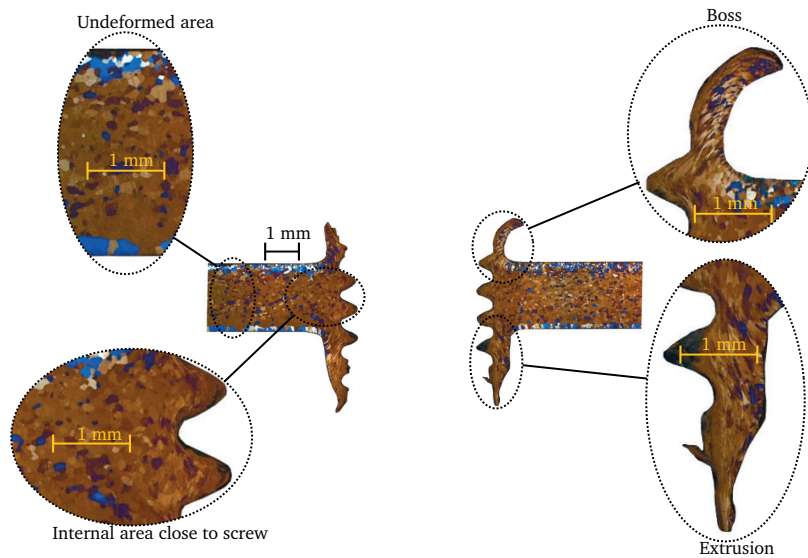 Undeformed area
Boss
1 mm
1 mm
1 mm
1 mm
1 mm
Internal area close to screw
Extrusion